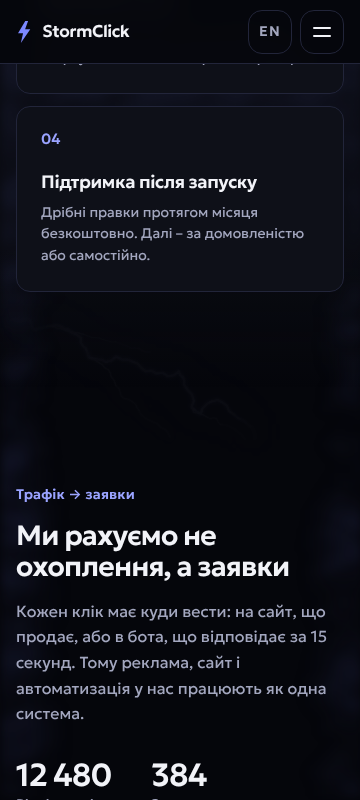 StormClick
EN
04
Підтримка після запуску
Дрібні правки протягом місяця
безкоштовно. Далі – за домовленістю
або самостійно.
Трафік → заявки
Ми рахуємо не
охоплення, а заявки
Кожен клік має куди вести: на сайт, що
продає, або в бота, що відповідає за 15
секунд. Тому реклама, сайт і
автоматизація у нас працюють як одна
система.
12 480 384